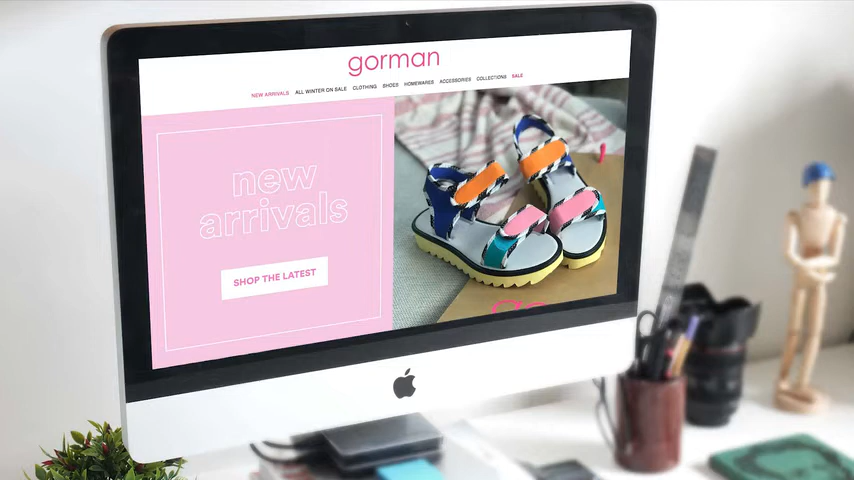 gorman
NEW ARRIVALS ALL WINTER ON SALE CLOTHING SHOES HOMEWARES ACCESSORIES COLLECTIONS SALE
new
arrivals
SHOP THE LATEST